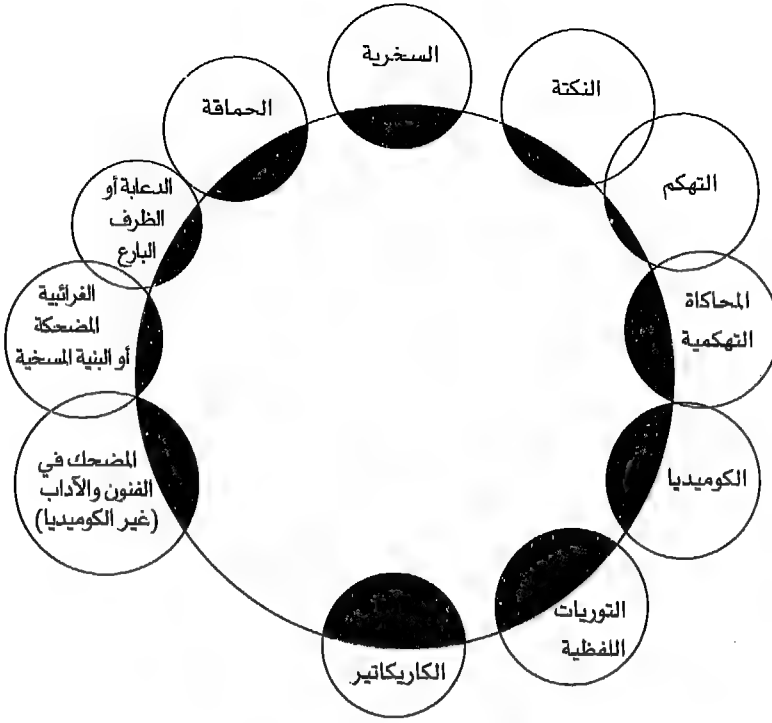 السخرية
النكتة
التهكم
المحاكاة
التهكمية
الكوميديا
التوريات
اللفظية
الكاريكاتير
المضحك في
الفنون والآداب
(غير الكوميديا)
الغرائبية
المضحكة
أو البنية المسخية
الدعابة أو
الظرف
البارع
الحماقة